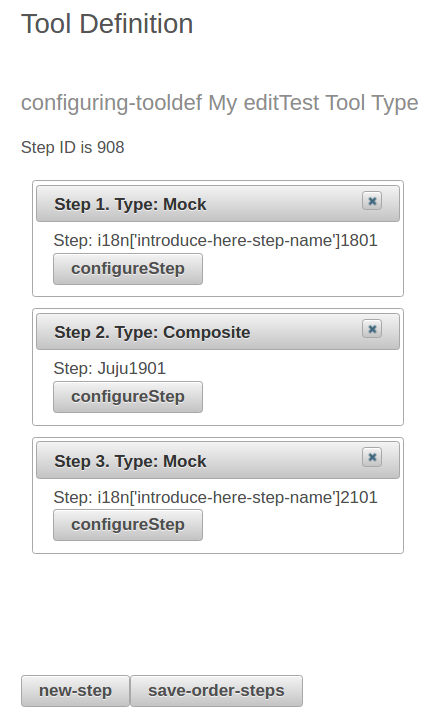 Tool Definition
configuring-tooldef My editTest Tool Type
Step ID is 908
Step 1. Type: Mock
Step: i18n['introduce-here-step-name']1801
configureStep
Step 2. Type: Composite
Step: Juju1901
configureStep
Step 3. Type: Mock
Step: i18n['introduce-here-step-name']2101
configureStep
new-step save-order-steps